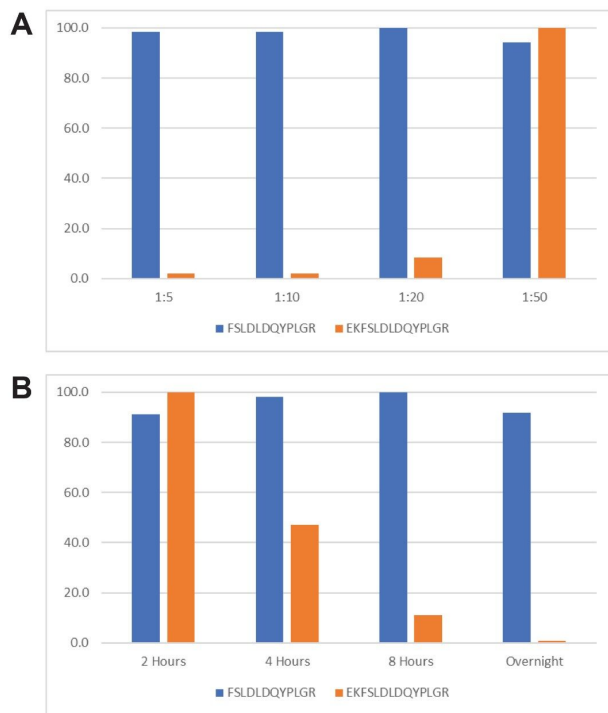 A
100.0
80.0
60.0
40.0
20.0
0.0
1:5 1:10 1:20 1:50
FSLDLDQYPLGR EKFSLDLDQYPLGR
B
100.0
80.0
60.0
40.0
20.0
0.0
2 Hours 4 Hours 8 Hours Overnight
FSLDLDQYPLGR EKFSLDLDQYPLGR